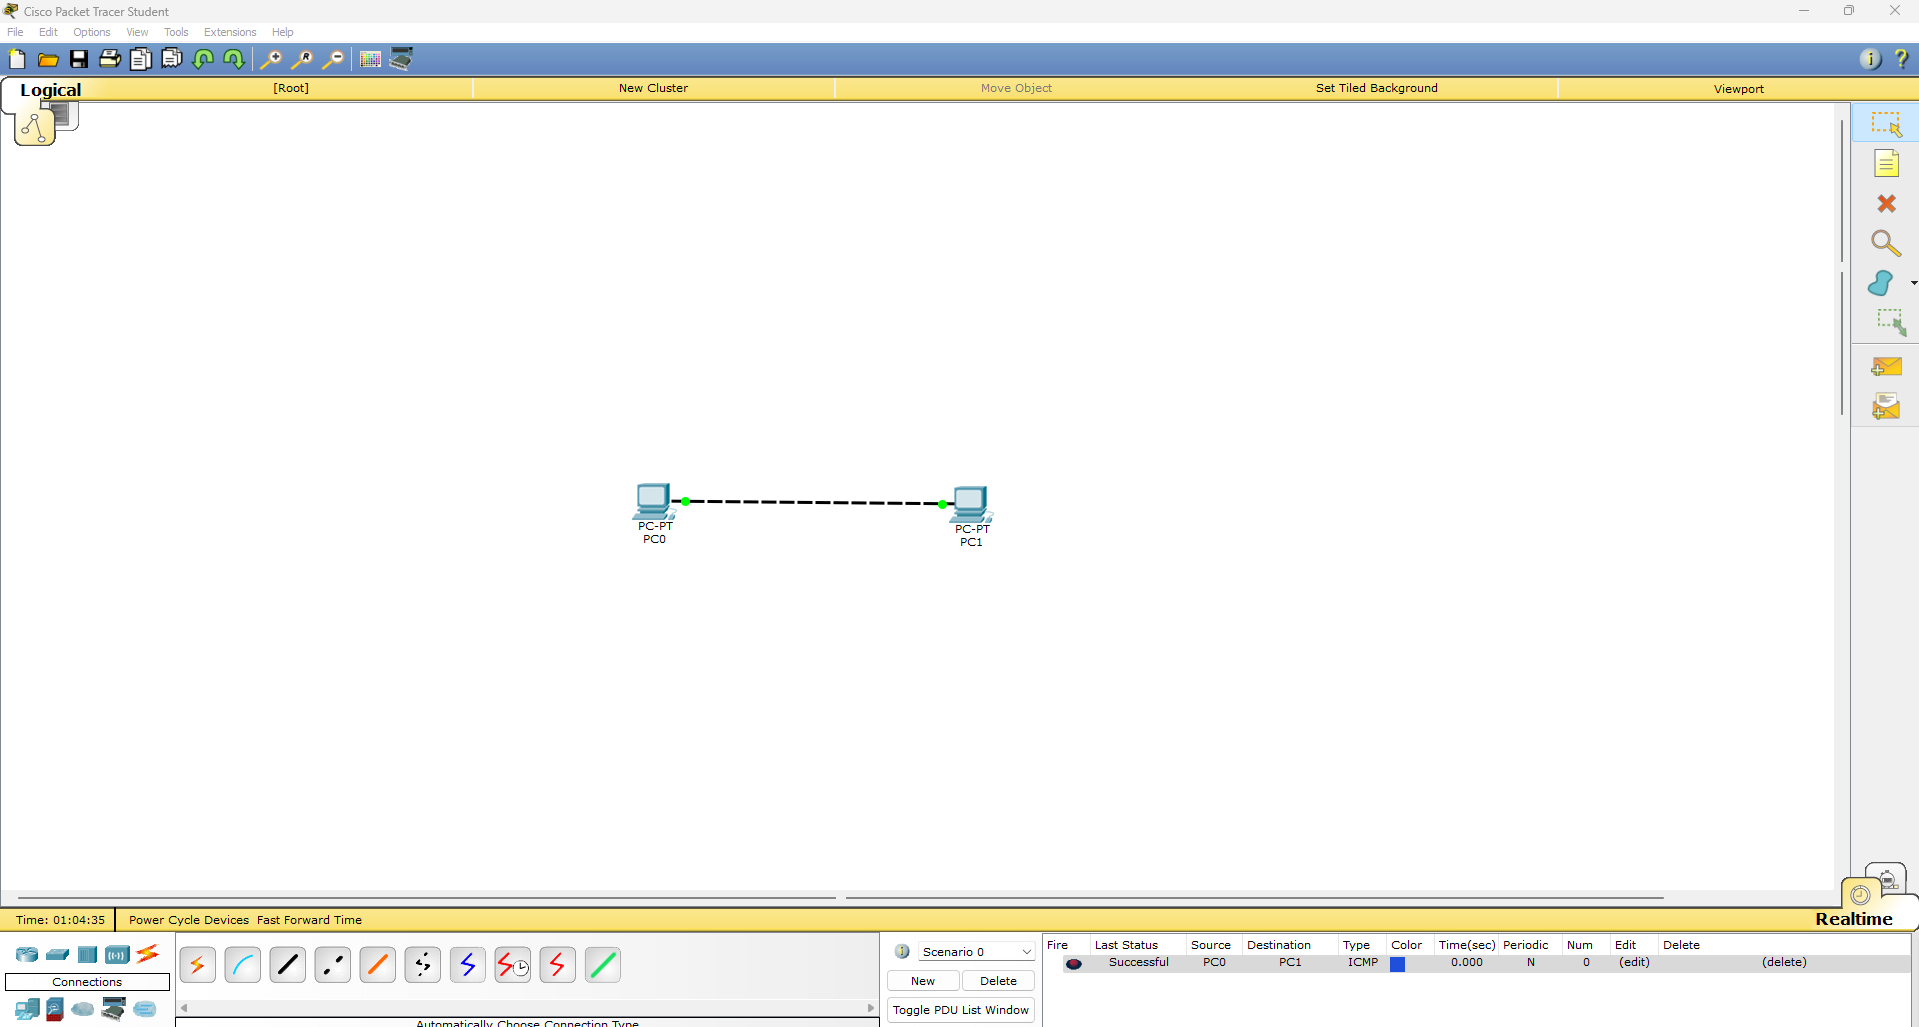 Cisco Packet Tracer Student
File Edit Options View Tools Extensions Help
Logical [Root] New Cluster Move Object Set Tiled Background Viewport
PC-PT
PC0
PC-PT
PC1
Time: 01:04:35 Power Cycle Devices Fast Forward Time
Realtime
Connections
Automatically Choose Connection Type
Scenario 0
New Delete
Toggle PDU List Window
Fire Last Status Source Destination Type Color Time(sec) Periodic Num Edit Delete
Successful PC0 PC1 ICMP 0.000 N 0 (edit) (delete)